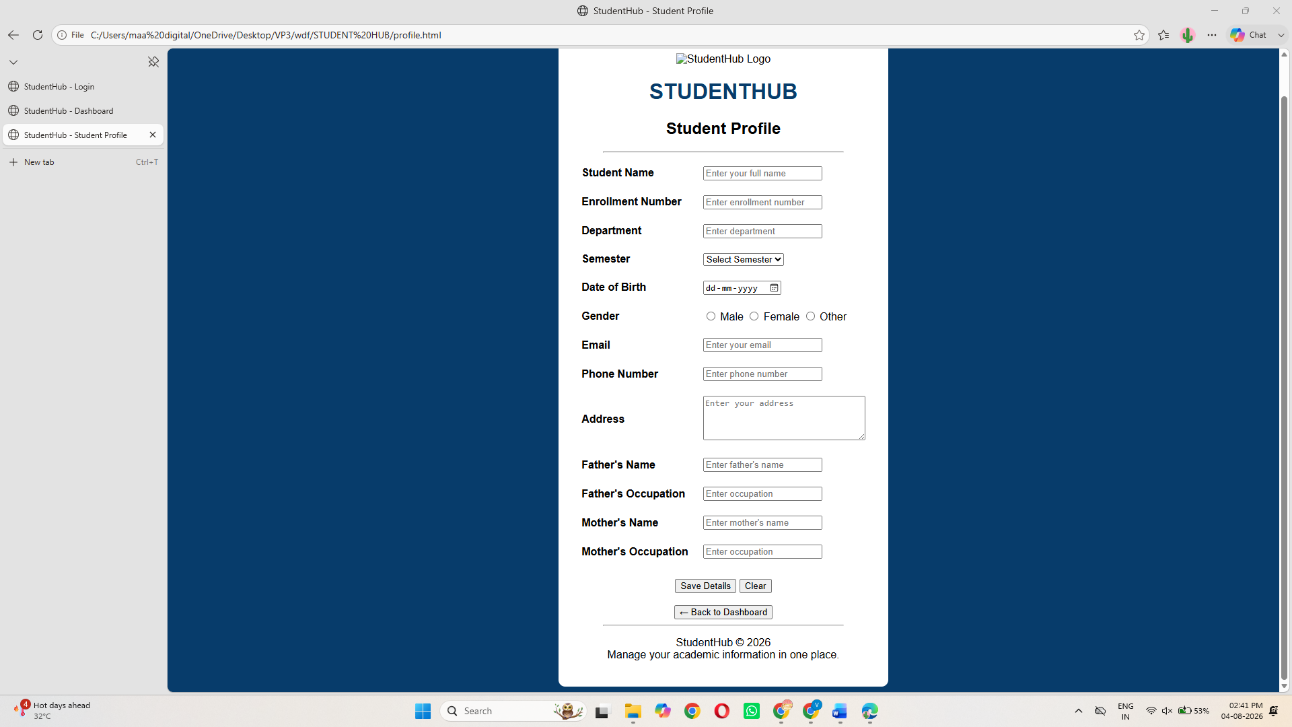 StudentHub - Student Profile
File C:/Users/maa%20digital/OneDrive/Desktop/VP3/wdf/STUDENT%20HUB/profile.html
Chat
StudentHub - Login
StudentHub - Dashboard
StudentHub - Student Profile
New tab Ctrl+T
StudentHub Logo
STUDENTHUB
Student Profile
Student Name Enter your full name
Enrollment Number Enter enrollment number
Department Enter department
Semester Select Semester
Date of Birth dd-mm-yyyy
Gender Male Female Other
Email Enter your email
Phone Number Enter phone number
Address Enter your address
Father's Name Enter father's name
Father's Occupation Enter occupation
Mother's Name Enter mother's name
Mother's Occupation Enter occupation
Save Details Clear
← Back to Dashboard
StudentHub © 2026
Manage your academic information in one place.
4 Hot days ahead
32°C
Search
ENG
IN
53%
02:41 PM
04-08-2026